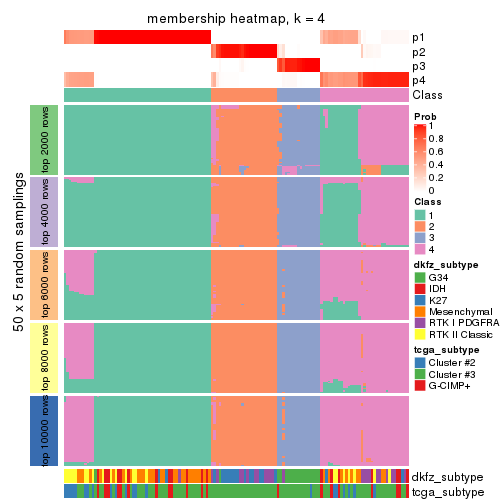 membership heatmap, k = 4
p1
p2
p3
p4
Class
50 x 5 random samplings
top 2000 rows
top 4000 rows
top 6000 rows
top 8000 rows
top 10000 rows
dkfz_subtype
tcga_subtype
Prob
1
0.8
0.6
0.4
0.2
0
Class
1
2
3
4
dkfz_subtype
G34
IDH
K27
Mesenchymal
RTK I PDGFRA
RTK II Classic
tcga_subtype
Cluster #2
Cluster #3
G-CIMP+